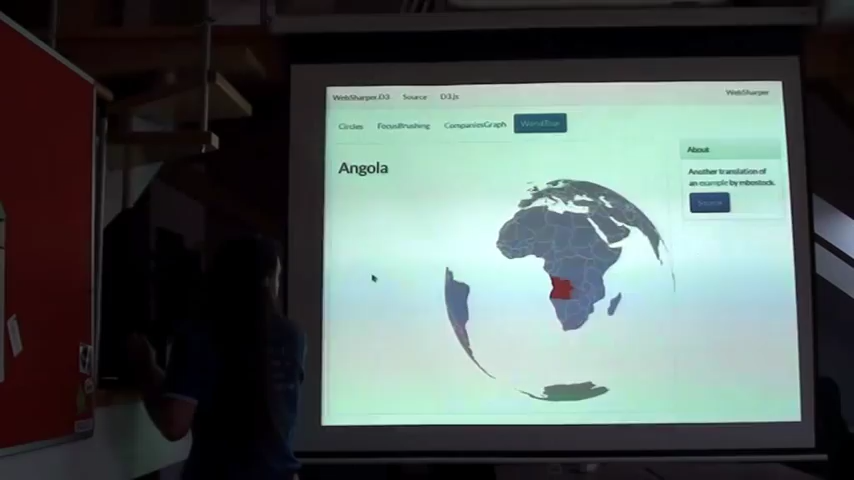 WebSharper.D3 Source D3.js WebSharper
Circles FocusBrushing CompaniesGraph WorldTour
About
Angola
Another translation of
an example by mbostock.
Source